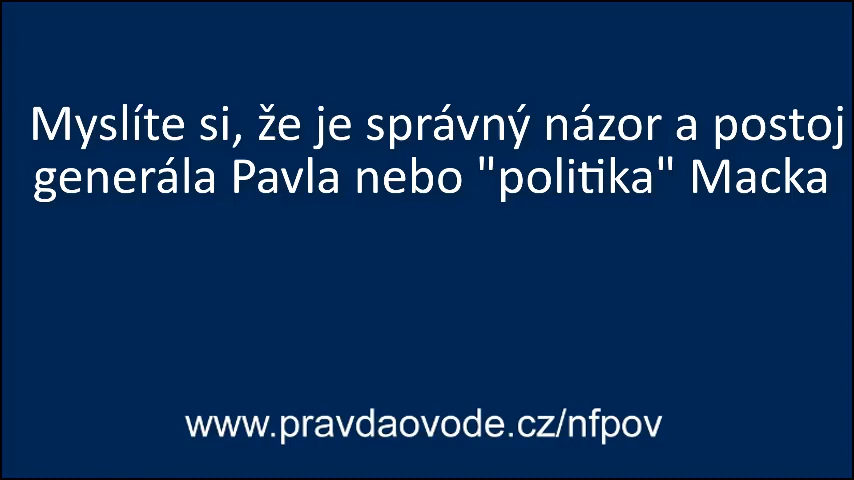 Myslíte si, že je správný názor a postoj
generála Pavla nebo "politika" Macka
www.pravdaovode.cz/nfpov